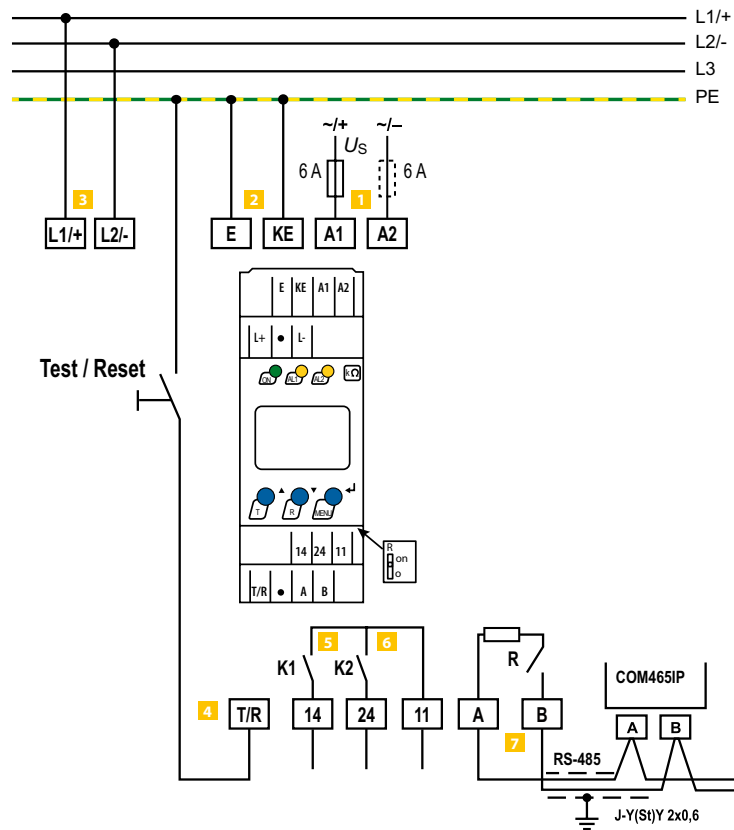 L1/+
L2/-
L3
PE
~/+ ~/–
US
6 A 6 A
3 2 1
L1/+ L2/- E KE A1 A2
E KE A1 A2
L+ • L-
Test / Reset
ON AL1 AL2 kΩ
T R MENU
R
on
o
14 24 11
T/R • A B
5 6
K1 K2 R
COM465IP
4 T/R 14 24 11 A B
A B
7
RS-485
J-Y(St)Y 2x0,6